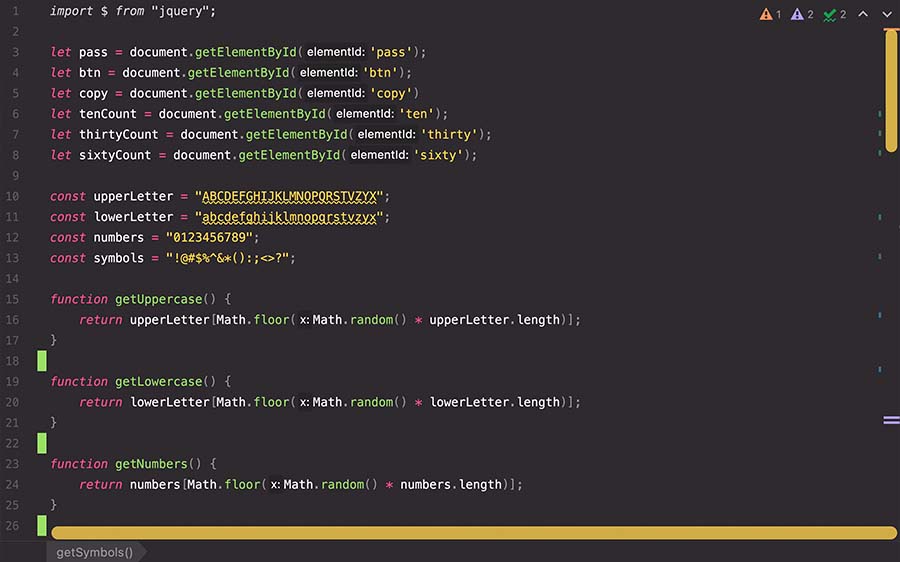 1 import $ from "jquery"; 1 2 2
2
3 let pass = document.getElementById( elementId: 'pass');
4 let btn = document.getElementById( elementId: 'btn');
5 let copy = document.getElementById( elementId: 'copy')
6 let tenCount = document.getElementById( elementId: 'ten');
7 let thirtyCount = document.getElementById( elementId: 'thirty');
8 let sixtyCount = document.getElementById( elementId: 'sixty');
9
10 const upperLetter = "ABCDEFGHIJKLMNOPQRSTVZYX";
11 const lowerLetter = "abcdefghijklmnopqrstvzyx";
12 const numbers = "0123456789";
13 const symbols = "!@#$%^&*():;<>?";
14
15 function getUppercase() {
16 return upperLetter[Math.floor( x: Math.random() * upperLetter.length)];
17 }
18
19 function getLowercase() {
20 return lowerLetter[Math.floor( x: Math.random() * lowerLetter.length)];
21 }
22
23 function getNumbers() {
24 return numbers[Math.floor( x: Math.random() * numbers.length)];
25 }
26
getSymbols()